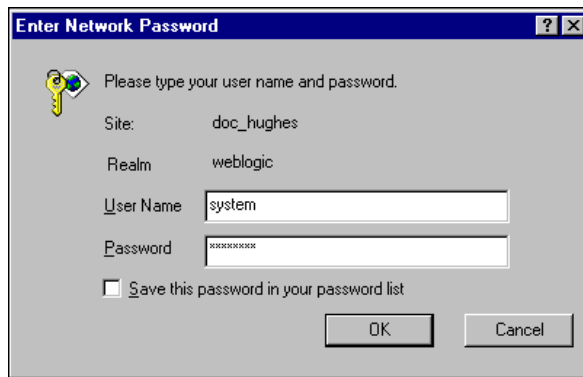 Enter Network Password ? ×
Please type your user name and password.
Site: doc_hughes
Realm weblogic
User Name system
Password ********
Save this password in your password list
OK Cancel